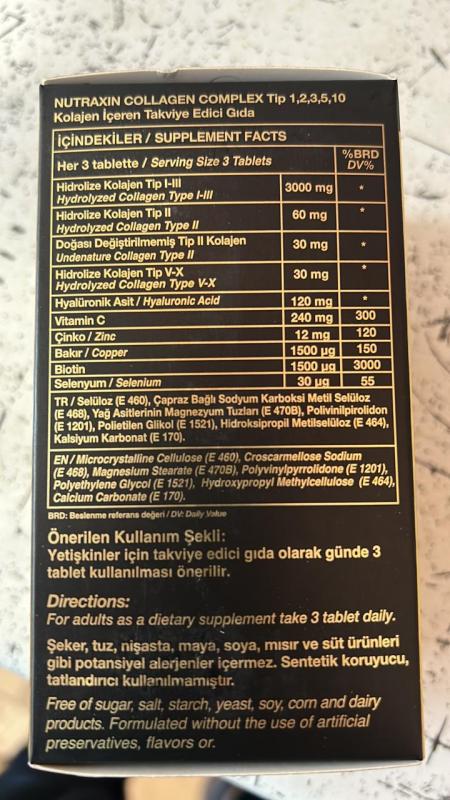 NUTRAXIN COLLAGEN COMPLEX Tip 1,2,3,5,10
Kolajen İçeren Takviye Edici Gıda
İÇİNDEKİLER / SUPPLEMENT FACTS
Her 3 tablette / Serving Size 3 Tablets
%BRD
DV%
Hidrolize Kolajen Tip I-III
Hydrolyzed Collagen Type I-III
3000 mg *
Hidrolize Kolajen Tip II
Hydrolyzed Collagen Type II
60 mg *
Doğası Değiştirilmemiş Tip II Kolajen
Undenature Collagen Type II
30 mg *
Hidrolize Kolajen Tip V-X
Hydrolyzed Collagen Type V-X
30 mg *
Hyalüronik Asit / Hyaluronic Acid 120 mg *
Vitamin C 240 mg 300
Çinko / Zinc 12 mg 120
Bakır / Copper 1500 µg 150
Biotin 1500 µg 3000
Selenyum / Selenium 30 µg 55
TR / Selüloz (E 460), Çapraz Bağlı Sodyum Karboksi Metil Selüloz
(E 468), Yağ Asitlerinin Magnezyum Tuzları (E 470B), Polivinilpirolidon
(E 1201), Polietilen Glikol (E 1521), Hidroksipropil Metilselüloz (E 464),
Kalsiyum Karbonat (E 170).
EN / Microcrystalline Cellulose (E 460), Croscarmellose Sodium
(E 468), Magnesium Stearate (E 470B), Polyvinylpyrrolidone (E 1201),
Polyethylene Glycol (E 1521), Hydroxypropyl Methylcellulose (E 464),
Calcium Carbonate (E 170).
BRD: Beslenme referans değeri / DV: Daily Value
Önerilen Kullanım Şekli:
Yetişkinler için takviye edici gıda olarak günde 3
tablet kullanılması önerilir.
Directions:
For adults as a dietary supplement take 3 tablet daily.
Şeker, tuz, nişasta, maya, soya, mısır ve süt ürünleri
gibi potansiyel alerjenler içermez. Sentetik koruyucu,
tatlandırıcı kullanılmamıştır.
Free of sugar, salt, starch, yeast, soy, corn and dairy
products. Formulated without the use of artificial
preservatives, flavors or.